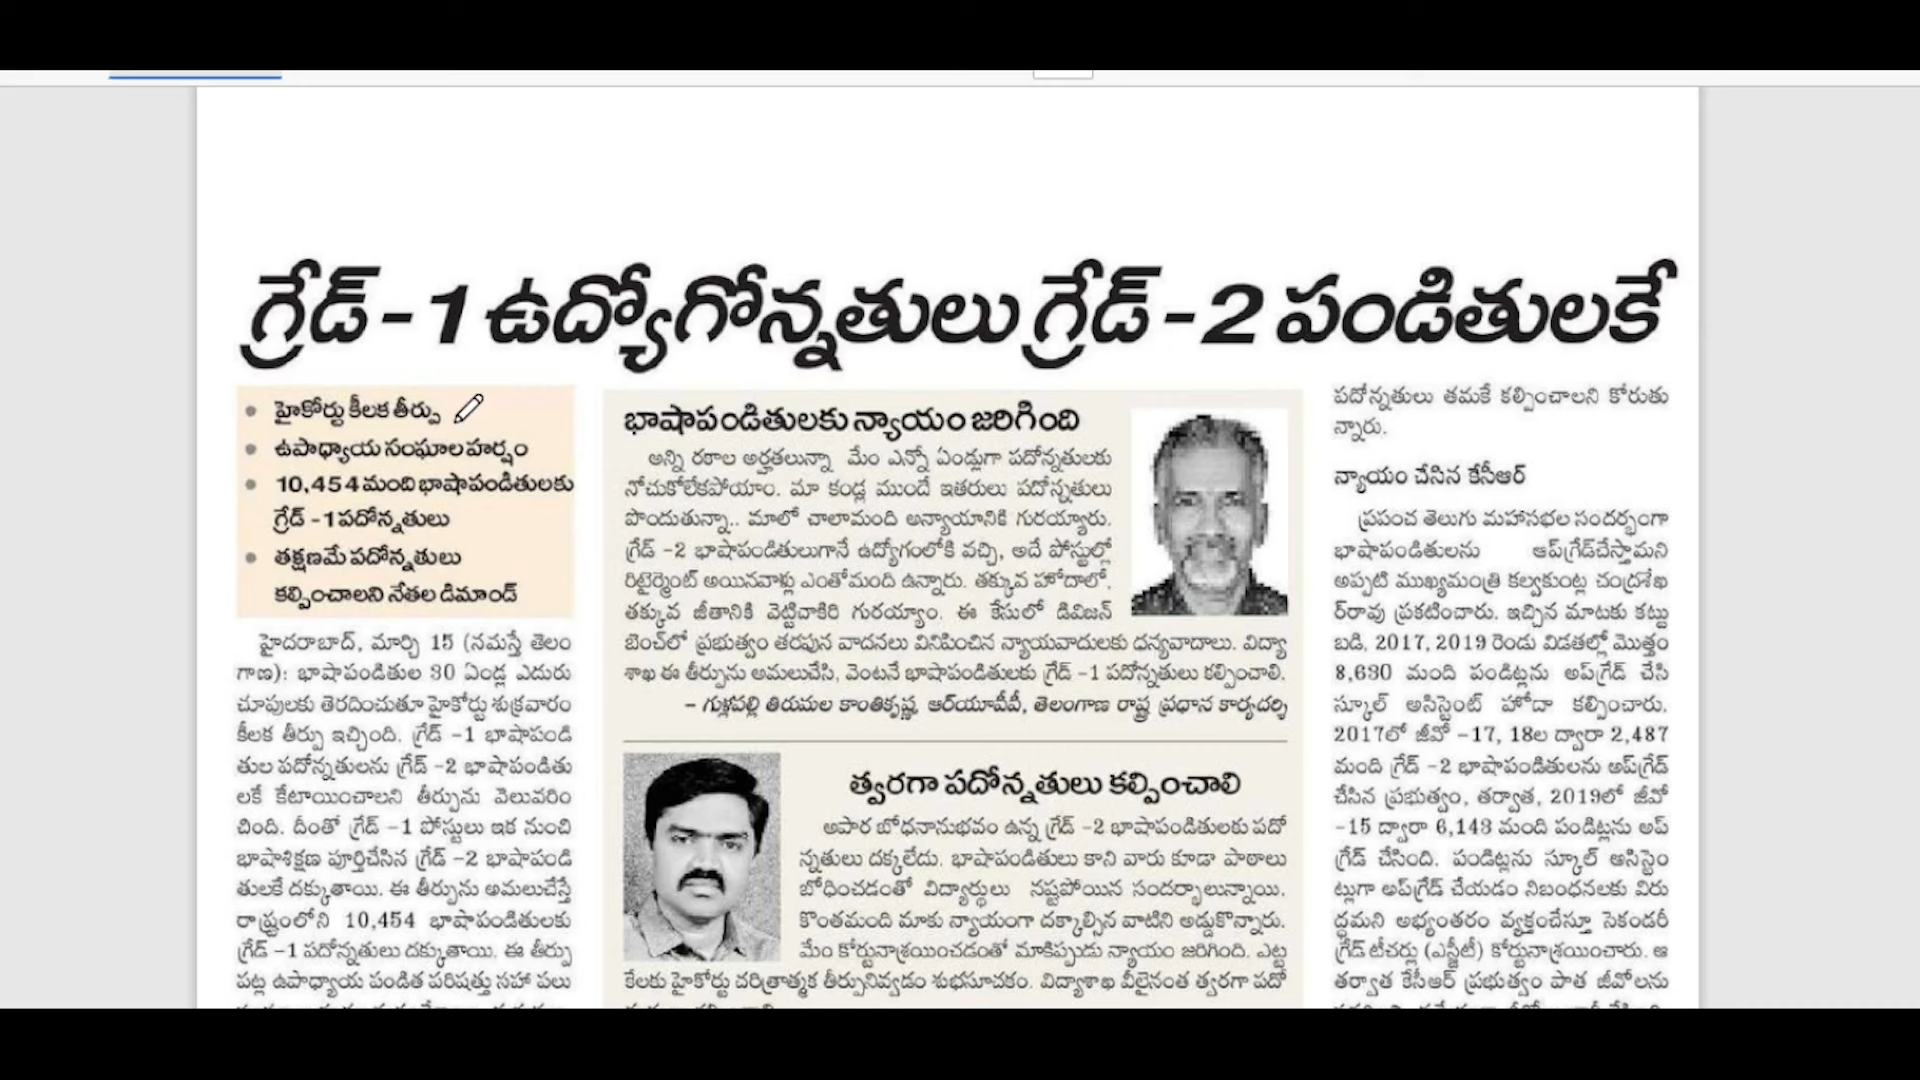 గ్రేడ్ -1 ఉద్యోగోన్నతులు గ్రేడ్ -2 పండితులకే
హైకోర్టు కీలక తీర్పు
ఉపాధ్యాయ సంఘాల హర్షం
10,454 మంది భాషాపండితులకు
గ్రేడ్ -1 పదోన్నతులు
తక్షణమే పదోన్నతులు
కల్పించాలని నేతల డిమాండ్
హైదరాబాద్, మార్చి 15 (నమస్తే తెలం
గాణ): భాషాపండితుల 30 ఏండ్ల ఎదురు
చూపులకు తెరదించుతూ హైకోర్టు శుక్రవారం
కీలక తీర్పు ఇచ్చింది. గ్రేడ్ -1 భాషాపండి
తుల పదోన్నతులను గ్రేడ్ -2 భాషాపండితు
లకే కేటాయించాలని తీర్పును వెలువరిం
చింది. దీంతో గ్రేడ్ -1 పోస్టులు ఇక నుంచి
భాషాశిక్షణ పూర్తిచేసిన గ్రేడ్ -2 భాషాపండి
తులకే దక్కుతాయి. ఈ తీర్పును అమలుచేస్తే
రాష్ట్రంలోని 10,454 భాషాపండితులకు
గ్రేడ్ -1 పదోన్నతులు దక్కుతాయి. ఈ తీర్పు
పట్ల ఉపాధ్యాయ పండిత పరిషత్తు సహా పలు
భాషాపండితులకు న్యాయం జరిగింది
అన్ని రకాల అర్హతలున్నా మేం ఎన్నో ఏండ్లుగా పదోన్నతులకు
నోచుకోలేకపోయాం. మా కండ్ల ముందే ఇతరులు పదోన్నతులు
పొందుతున్నా.. మాలో చాలామంది అన్యాయానికి గురయ్యారు.
గ్రేడ్ -2 భాషాపండితులుగానే ఉద్యోగంలోకి వచ్చి, అదే పోస్టుల్లో
రిటైర్మెంట్ అయినవాళ్లు ఎంతోమంది ఉన్నారు. తక్కువ హోదాలో,
తక్కువ జీతానికి వెట్టిచాకిరి గురయ్యాం. ఈ కేసులో డివిజన్
బెంచ్‌లో ప్రభుత్వం తరపున వాదనలు వినిపించిన న్యాయవాదులకు ధన్యవాదాలు. విద్యా
శాఖ ఈ తీర్పును అమలుచేసి, వెంటనే భాషాపండితులకు గ్రేడ్ -1 పదోన్నతులు కల్పించాలి.
– గుళ్లపల్లి తిరుమల కాంతికృష్ణ, ఆర్‌యూపీపీ, తెలంగాణ రాష్ట్ర ప్రధాన కార్యదర్శి
త్వరగా పదోన్నతులు కల్పించాలి
అపార బోధనానుభవం ఉన్న గ్రేడ్ -2 భాషాపండితులకు పదో
న్నతులు దక్కలేదు. భాషాపండితులు కాని వారు కూడా పాఠాలు
బోధించడంతో విద్యార్థులు నష్టపోయిన సందర్భాలున్నాయి.
కొంతమంది మాకు న్యాయంగా దక్కాల్సిన వాటిని అడ్డుకొన్నారు.
మేం కోర్టునాశ్రయించడంతో మాకిప్పుడు న్యాయం జరిగింది. ఎట్ట
కేలకు హైకోర్టు చరిత్రాత్మక తీర్పునివ్వడం శుభసూచకం. విద్యాశాఖ వీలైనంత త్వరగా పదో
పదోన్నతులు తమకే కల్పించాలని కోరుతు
న్నారు.
న్యాయం చేసిన కేసీఆర్
ప్రపంచ తెలుగు మహాసభల సందర్భంగా
భాషాపండితులను ఆప్‌గ్రేడ్‌చేస్తామని
అప్పటి ముఖ్యమంత్రి కల్వకుంట్ల చంద్రశేఖ
ర్‌రావు ప్రకటించారు. ఇచ్చిన మాటకు కట్టు
బడి, 2017, 2019 రెండు విడతల్లో మొత్తం
8,630 మంది పండిట్లను అప్‌గ్రేడ్ చేసి
స్కూల్ అసిస్టెంట్ హోదా కల్పించారు.
2017లో జీవో -17, 18ల ద్వారా 2,487
మంది గ్రేడ్ -2 భాషాపండితులను అప్‌గ్రేడ్
చేసిన ప్రభుత్వం, తర్వాత, 2019లో జీవో
-15 ద్వారా 6,143 మంది పండిట్లను అప్
గ్రేడ్ చేసింది. పండిట్లను స్కూల్ అసిస్టెం
ట్లుగా అప్‌గ్రేడ్ చేయడం నిబంధనలకు విరు
ద్ధమని అభ్యంతరం వ్యక్తంచేస్తూ సెకండరీ
గ్రేడ్ టీచర్లు (ఎస్జీటీ) కోర్టునాశ్రయించారు. ఆ
తర్వాత కేసీఆర్ ప్రభుత్వం పాత జీవోలను